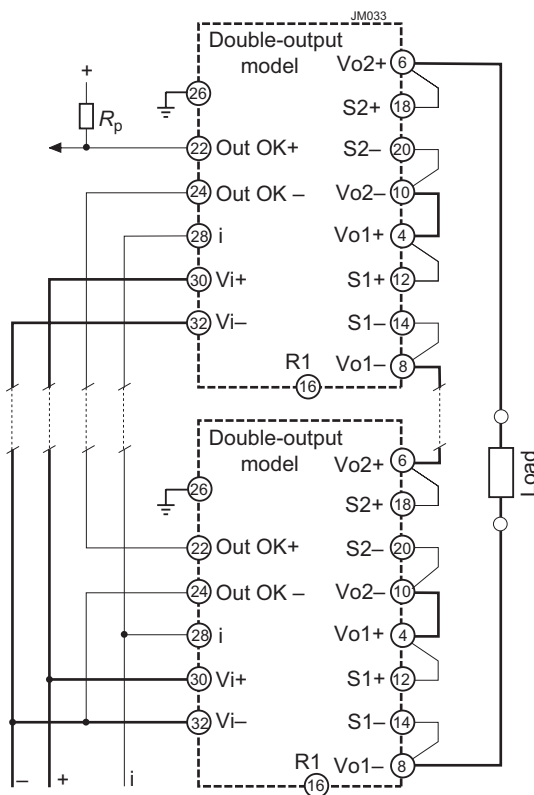 JM033
Double-output
model
Vo2+ 6
26
+
S2+ 18
Rp
22 Out OK+
S2– 20
24 Out OK –
Vo2– 10
28 i
Vo1+ 4
30 Vi+
S1+ 12
32 Vi–
S1– 14
R1
16
Vo1– 8
Double-output
model
Vo2+ 6
26
S2+ 18
Load
22 Out OK+
S2– 20
24 Out OK –
Vo2– 10
28 i
Vo1+ 4
30 Vi+
S1+ 12
32 Vi–
S1– 14
R1
16
Vo1– 8
– + i